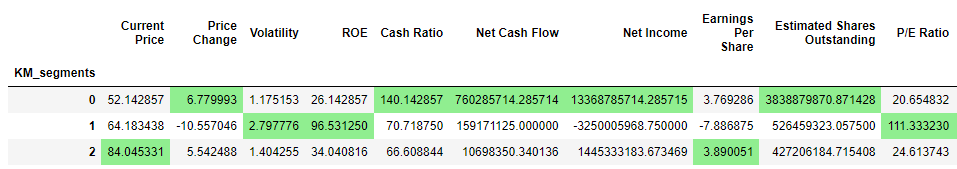 Current Price Price Change Volatility ROE Cash Ratio Net Cash Flow Net Income Earnings Per Share Estimated Shares Outstanding P/E Ratio
KM_segments
0 52.142857 6.779993 1.175153 26.142857 140.142857 760285714.285714 13368785714.285715 3.769286 3838879870.871428 20.654832
1 64.183438 -10.557046 2.797776 96.531250 70.718750 159171125.000000 -3250005968.750000 -7.886875 526459323.057500 111.333230
2 84.045331 5.542488 1.404255 34.040816 66.608844 10698350.340136 1445333183.673469 3.890051 427206184.715408 24.613743